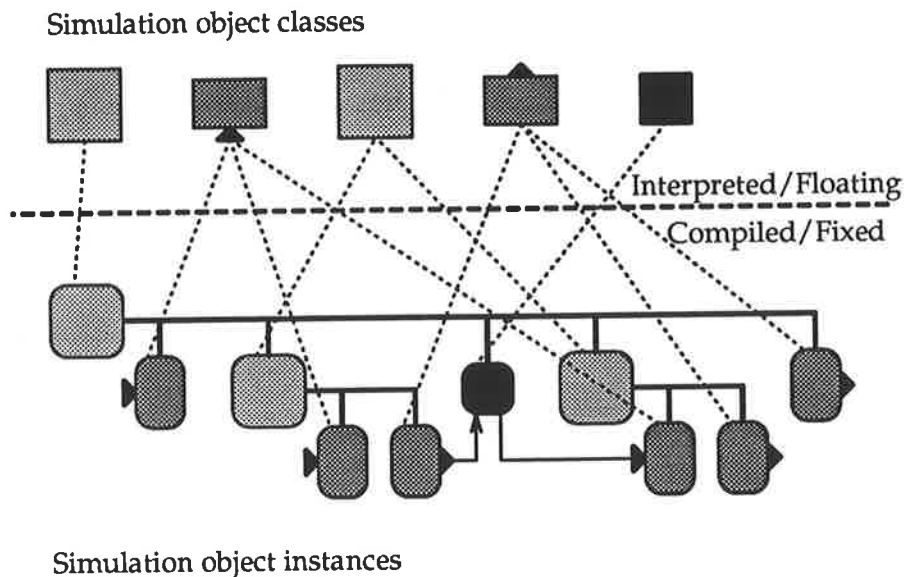 Simulation object classes
Interpreted/Floating
Compiled/Fixed
Simulation object instances